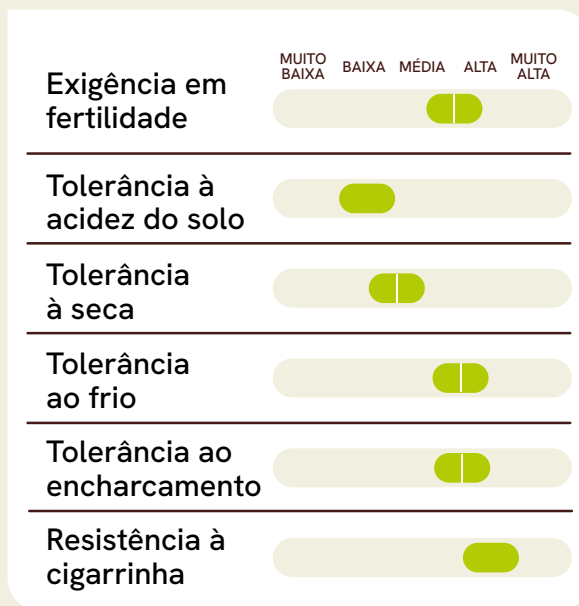 MUITO BAIXA BAIXA MÉDIA ALTA MUITO ALTA
Exigência em
fertilidade
Tolerância à
acidez do solo
Tolerância
à seca
Tolerância
ao frio
Tolerância ao
encharcamento
Resistência à
cigarrinha